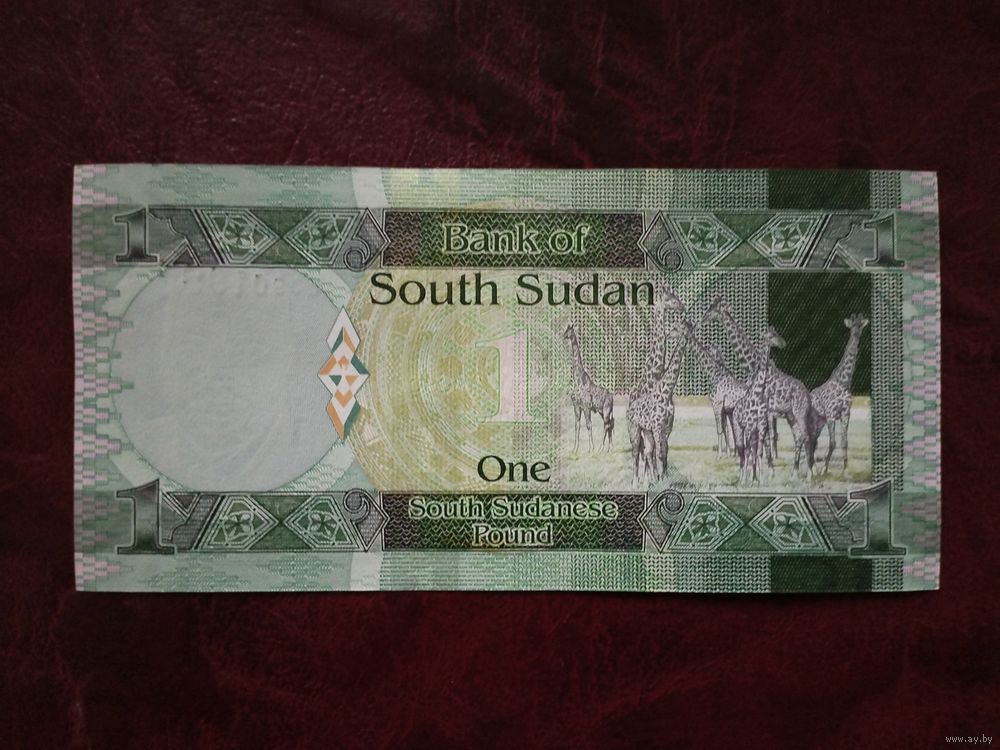 1 Bank of 1
South Sudan
1
One
1 South Sudanese 1
Pound
www.ay.by